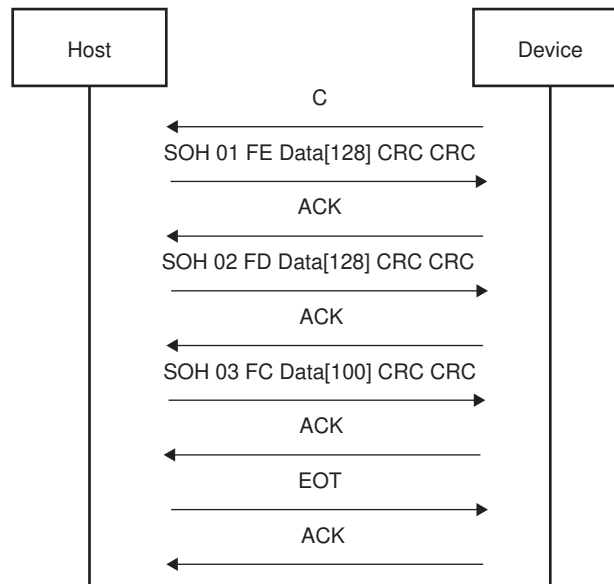 Host
Device
C
SOH 01 FE Data[128] CRC CRC
ACK
SOH 02 FD Data[128] CRC CRC
ACK
SOH 03 FC Data[100] CRC CRC
ACK
EOT
ACK